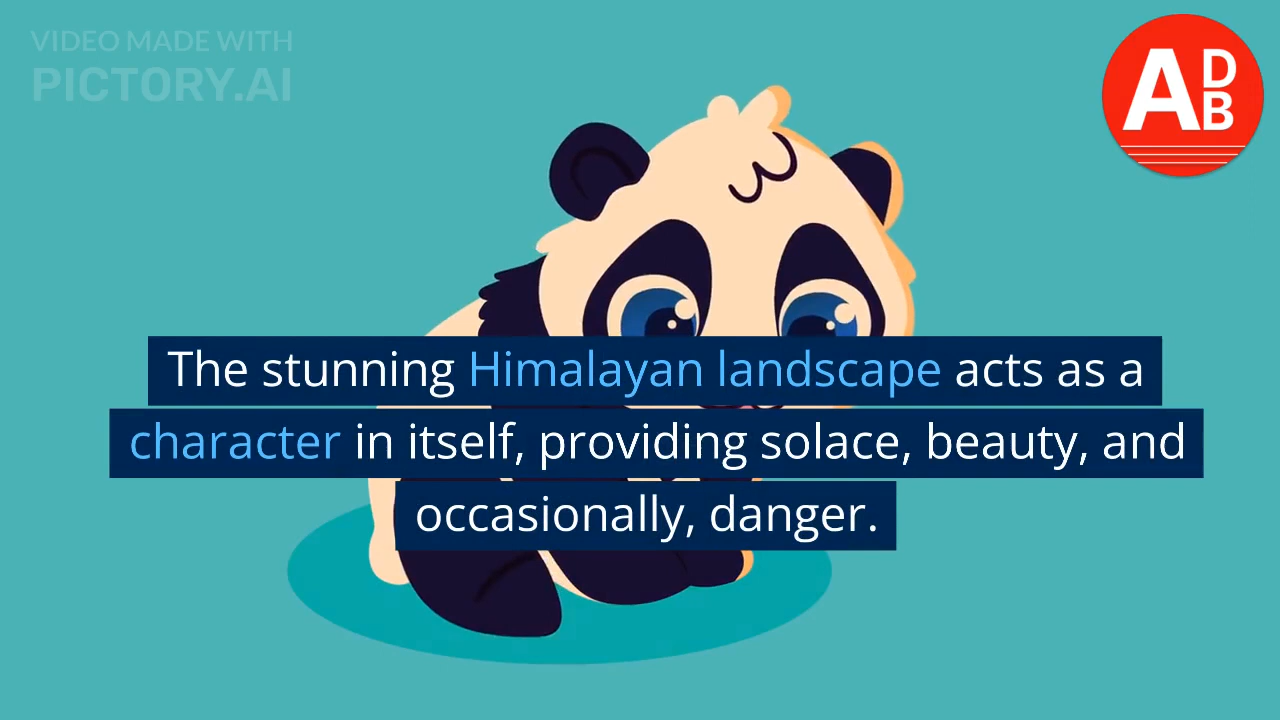 VIDEO MADE WITH
PICTORY.AI
ADB
The stunning Himalayan landscape acts as a
character in itself, providing solace, beauty, and
occasionally, danger.